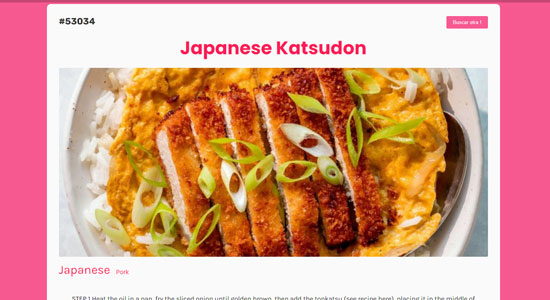 #53034
Buscar otra !
Japanese Katsudon
Japanese Pork
STEP 1 Heat the oil in a pan, fry the sliced onion until golden brown, then add the tonkatsu (see recipe here), placing it in the middle of